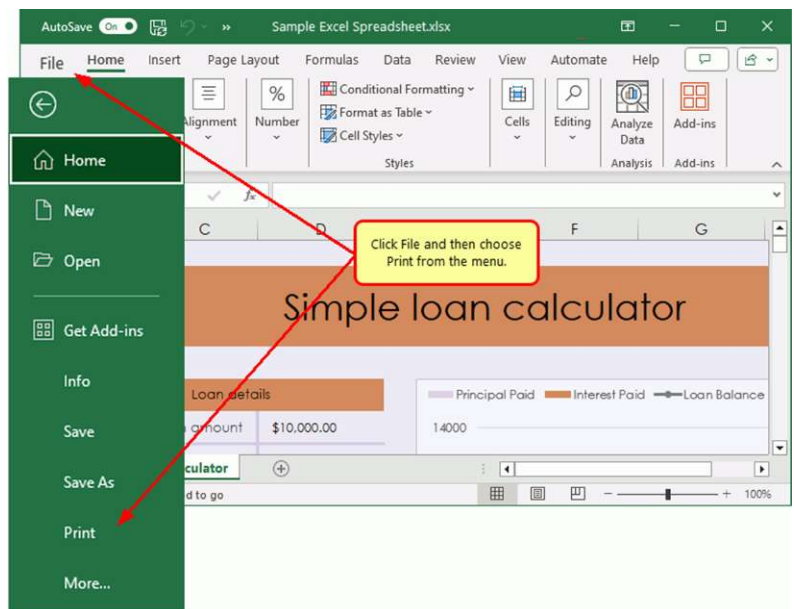 AutoSave On Sample Excel Spreadsheet.xlsx
File Home Insert Page Layout Formulas Data Review View Automate Help
Alignment
Number
Conditional Formatting
Format as Table
Cell Styles
Styles
Cells
Editing
Analyze
Data
Analysis
Add-ins
Add-ins
fx
C D F G
Click File and then choose
Print from the menu.
Simple loan calculator
Loan details
amount $10,000.00
Principal Paid Interest Paid Loan Balance
14000
culator
d to go
100%
Home
New
Open
Get Add-ins
Info
Save
Save As
Print
More...